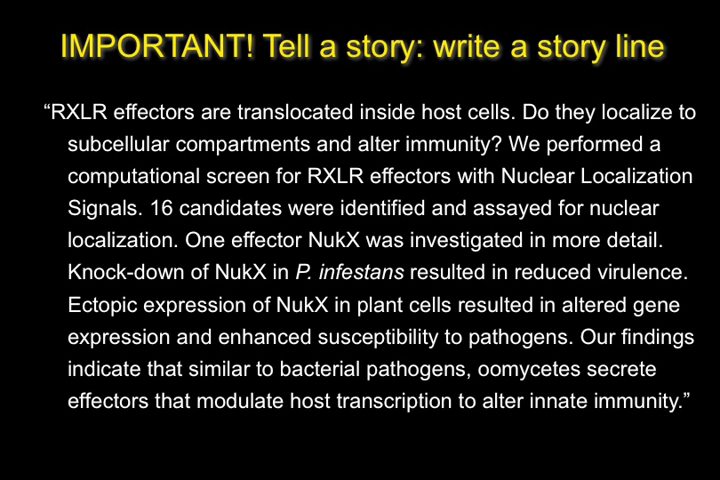 IMPORTANT! Tell a story: write a story line
“RXLR effectors are translocated inside host cells. Do they localize to
subcellular compartments and alter immunity? We performed a
computational screen for RXLR effectors with Nuclear Localization
Signals. 16 candidates were identified and assayed for nuclear
localization. One effector NukX was investigated in more detail.
Knock-down of NukX in P. infestans resulted in reduced virulence.
Ectopic expression of NukX in plant cells resulted in altered gene
expression and enhanced susceptibility to pathogens. Our findings
indicate that similar to bacterial pathogens, oomycetes secrete
effectors that modulate host transcription to alter innate immunity.”